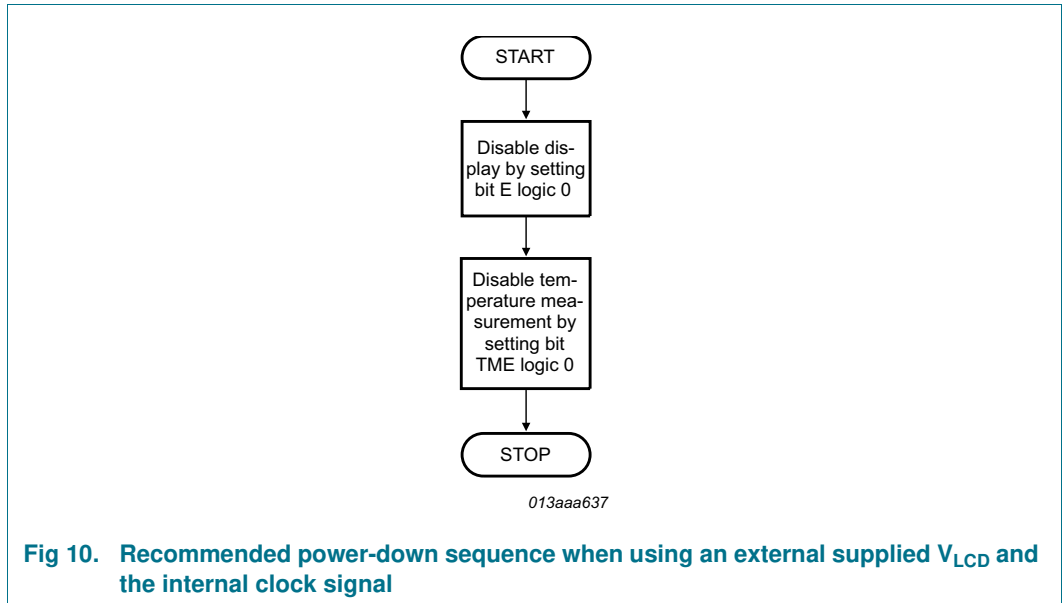 START
Disable dis-
play by setting
bit E logic 0
Disable tem-
perature mea-
surement by
setting bit
TME logic 0
STOP
013aaa637
Fig 10. Recommended power-down sequence when using an external supplied VLCD and
the internal clock signal